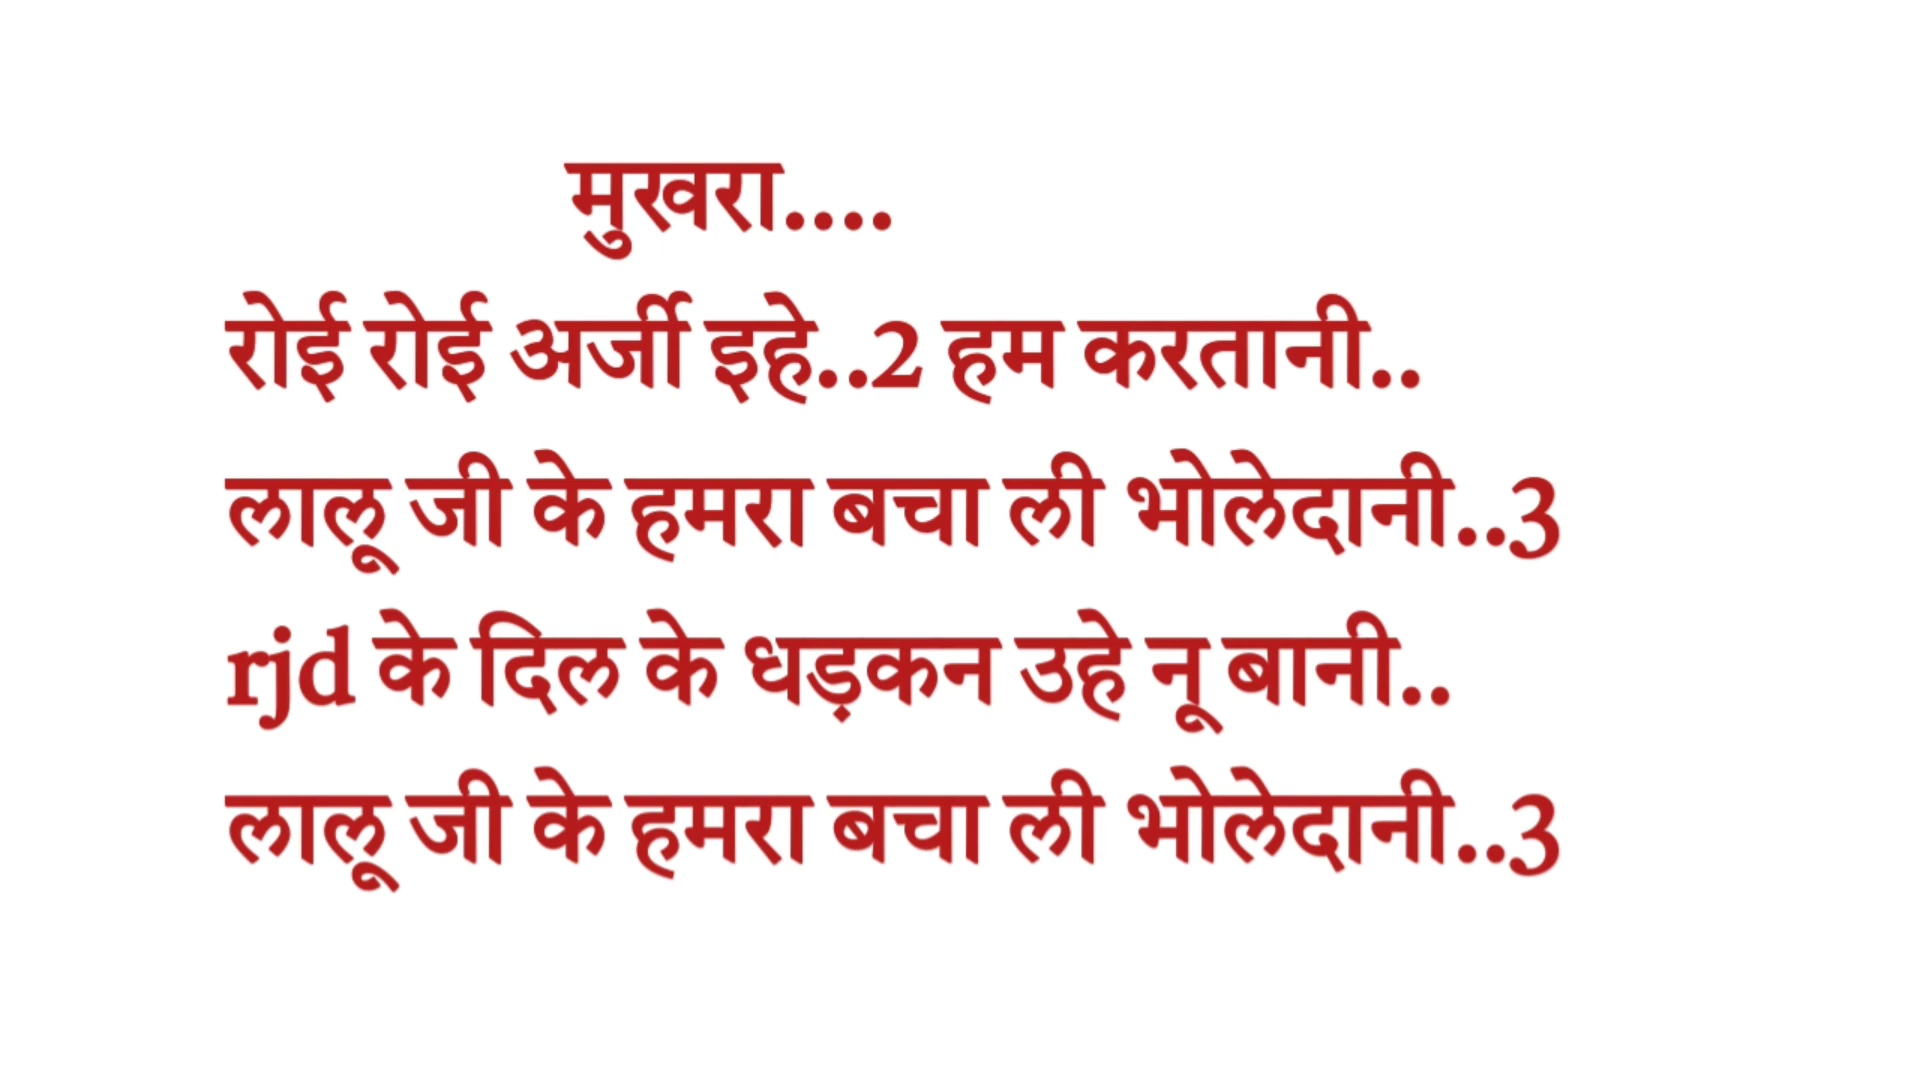 मुखरा....
रोई रोई अर्जी इहे..2 हम करतानी..
लालू जी के हमरा बचा ली भोलेदानी..3
rjd के दिल के धड़कन उहे नू बानी..
लालू जी के हमरा बचा ली भोलेदानी..3